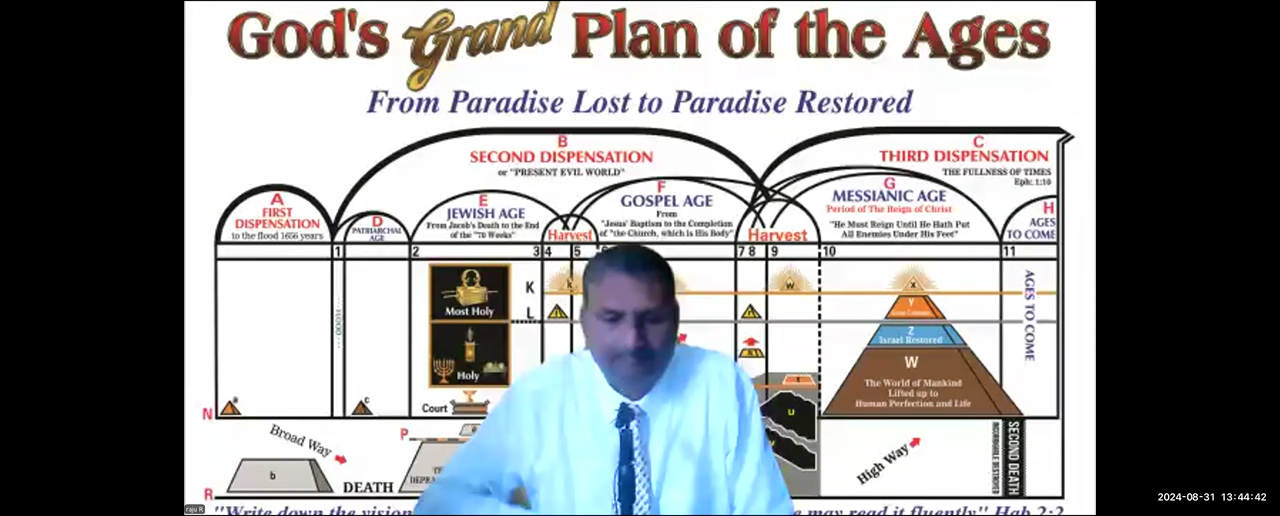 God's Grand Plan of the Ages
From Paradise Lost to Paradise Restored
B
SECOND DISPENSATION
or "PRESENT EVIL WORLD"
C
THIRD DISPENSATION
THE FULLNESS OF TIMES
Eph: 1:10
A
FIRST
DISPENSATION
to the flood 1656 years
D
PATRIARCHAL
AGE
E
JEWISH AGE
From Jacob's Death to the End
of the "70 Weeks"
Harvest
F
GOSPEL AGE
From
"Jesus' Baptism to the Completion
of "the Church, which is His Body"
Harvest
G
MESSIANIC AGE
Period of The Reign of Christ
"He Must Reign Until He Hath Put
All Enemies Under His Feet"
H
AGES
TO COME
1 2 3 4 5 7 8 9 10 11
FLOOD
Most Holy
Holy
Court
K
L
k
w
x
Y
Z
Israel Restored
W
The World of Mankind
Lifted up to
Human Perfection and Life
AGES TO COME
N
a
c
P
u
Broad Way
b
DEATH
High Way
SECOND DEATH
R
raju R
"Write down the vision
may read it fluently" Hab 2:2
2024-08-31 13:44:42